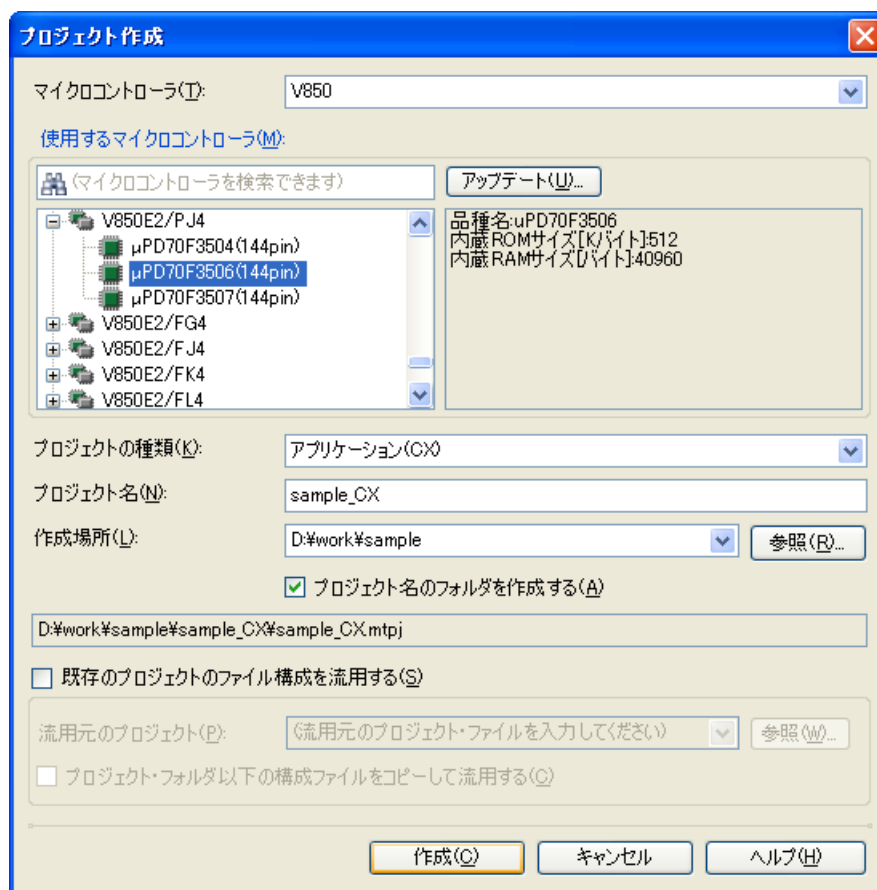 プロジェクト作成
マイクロコントローラ(T):
V850
使用するマイクロコントローラ(M):
(マイクロコントローラを検索できます)
アップデート(U)...
V850E2/PJ4
μPD70F3504(144pin)
μPD70F3506(144pin)
μPD70F3507(144pin)
V850E2/FG4
V850E2/FJ4
V850E2/FK4
V850E2/FL4
品種名:uPD70F3506
内蔵ROMサイズ[Kバイト]:512
内蔵RAMサイズ[バイト]:40960
プロジェクトの種類(K):
アプリケーション(CX)
プロジェクト名(N):
sample_CX
作成場所(L):
D:¥work¥sample
参照(R)...
プロジェクト名のフォルダを作成する(A)
D:¥work¥sample¥sample_CX¥sample_CX.mtpj
既存のプロジェクトのファイル構成を流用する(S)
流用元のプロジェクト(P):
(流用元のプロジェクト・ファイルを入力してください)
参照(W)...
プロジェクト・フォルダ以下の構成ファイルをコピーして流用する(C)
作成(C)
キャンセル
ヘルプ(H)